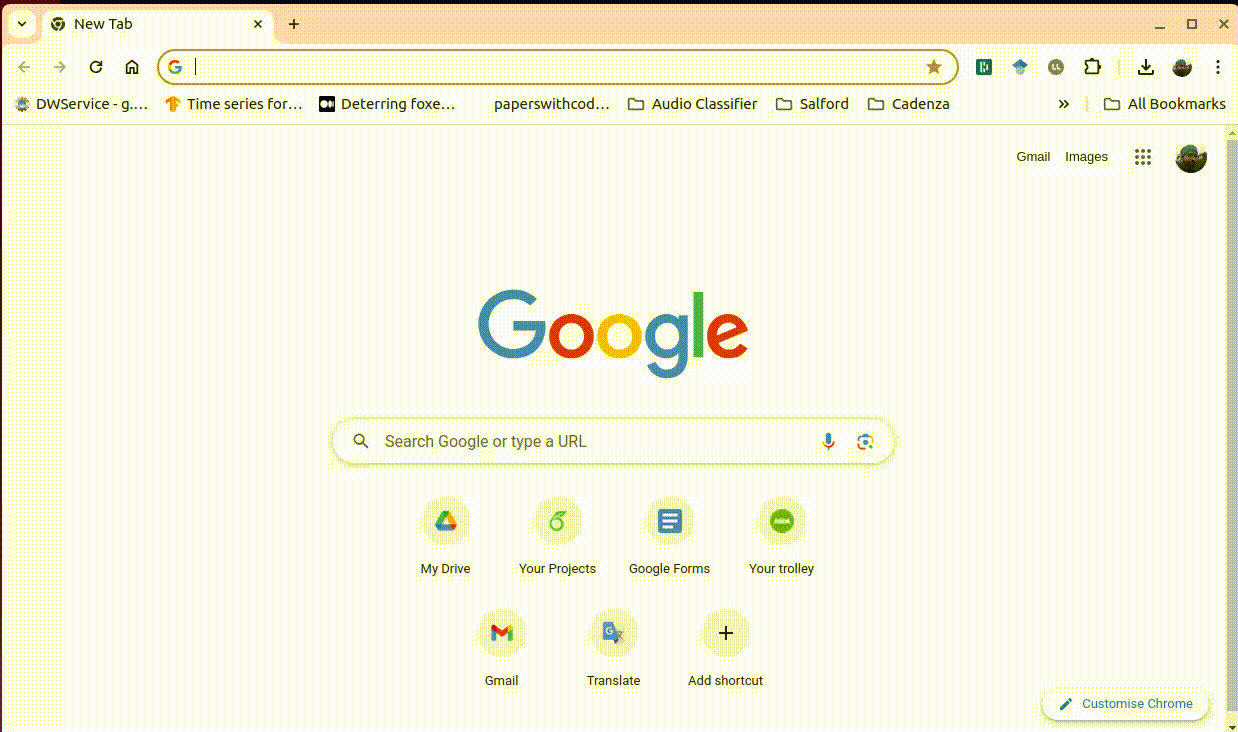 New Tab
DWService - g.... Time series for... Deterring foxe... paperswithcod... Audio Classifier Salford Cadenza » All Bookmarks
Gmail Images
Google
Search Google or type a URL
My Drive Your Projects Google Forms Your trolley
Gmail Translate Add shortcut
Customise Chrome